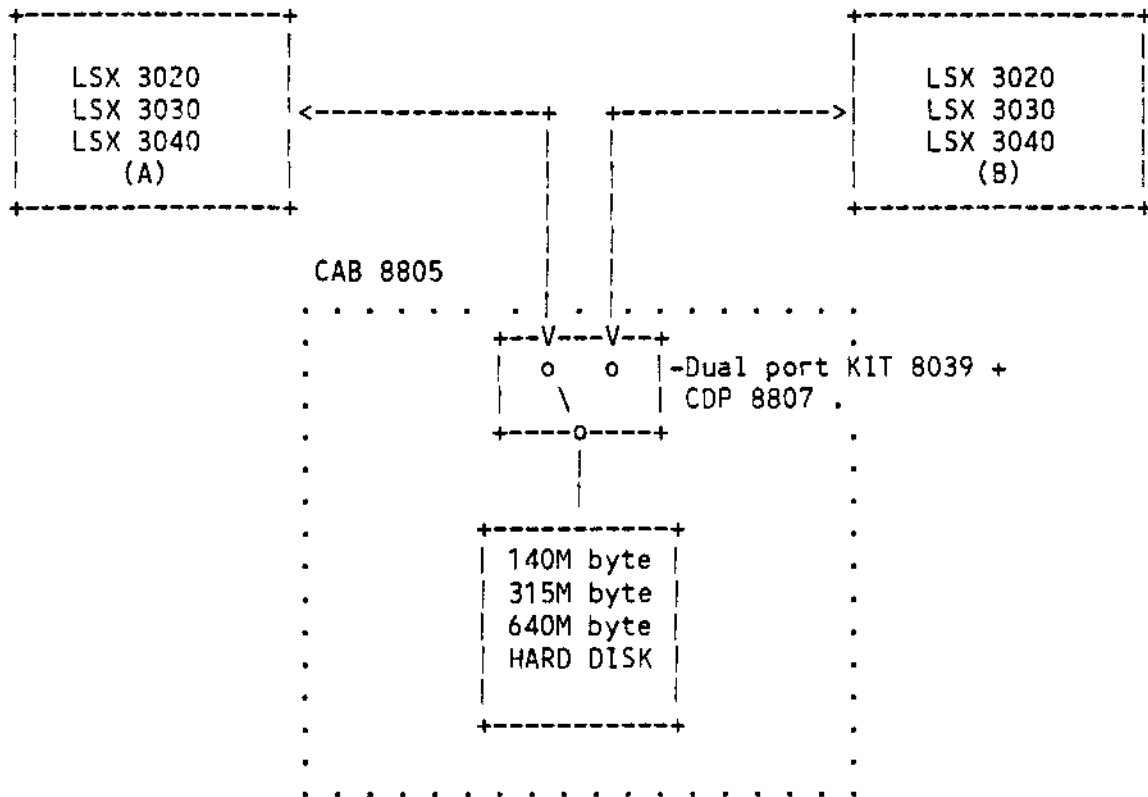 LSX 3020
LSX 3030
LSX 3040
(A)
LSX 3020
LSX 3030
LSX 3040
(B)
CAB 8805
-Dual port KIT 8039 +
CDP 8807 .
140M byte
315M byte
640M byte
HARD DISK